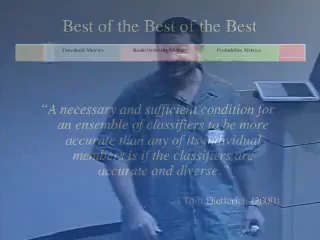 Best of the Best of the Best
Threshold Metrics Rank/Ordering Metrics Probability Metrics
"A necessary and sufficient condition for
an ensemble of classifiers to be more
accurate than any of its individual
members is if the classifiers are
accurate and diverse
Tom Dietterich (2000)